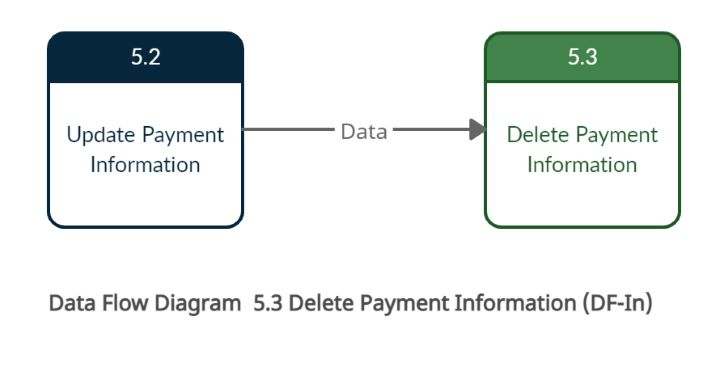 5.2
5.3
Update Payment
Information
Data
Delete Payment
Information
Data Flow Diagram  5.3 Delete Payment Information (DF-In)